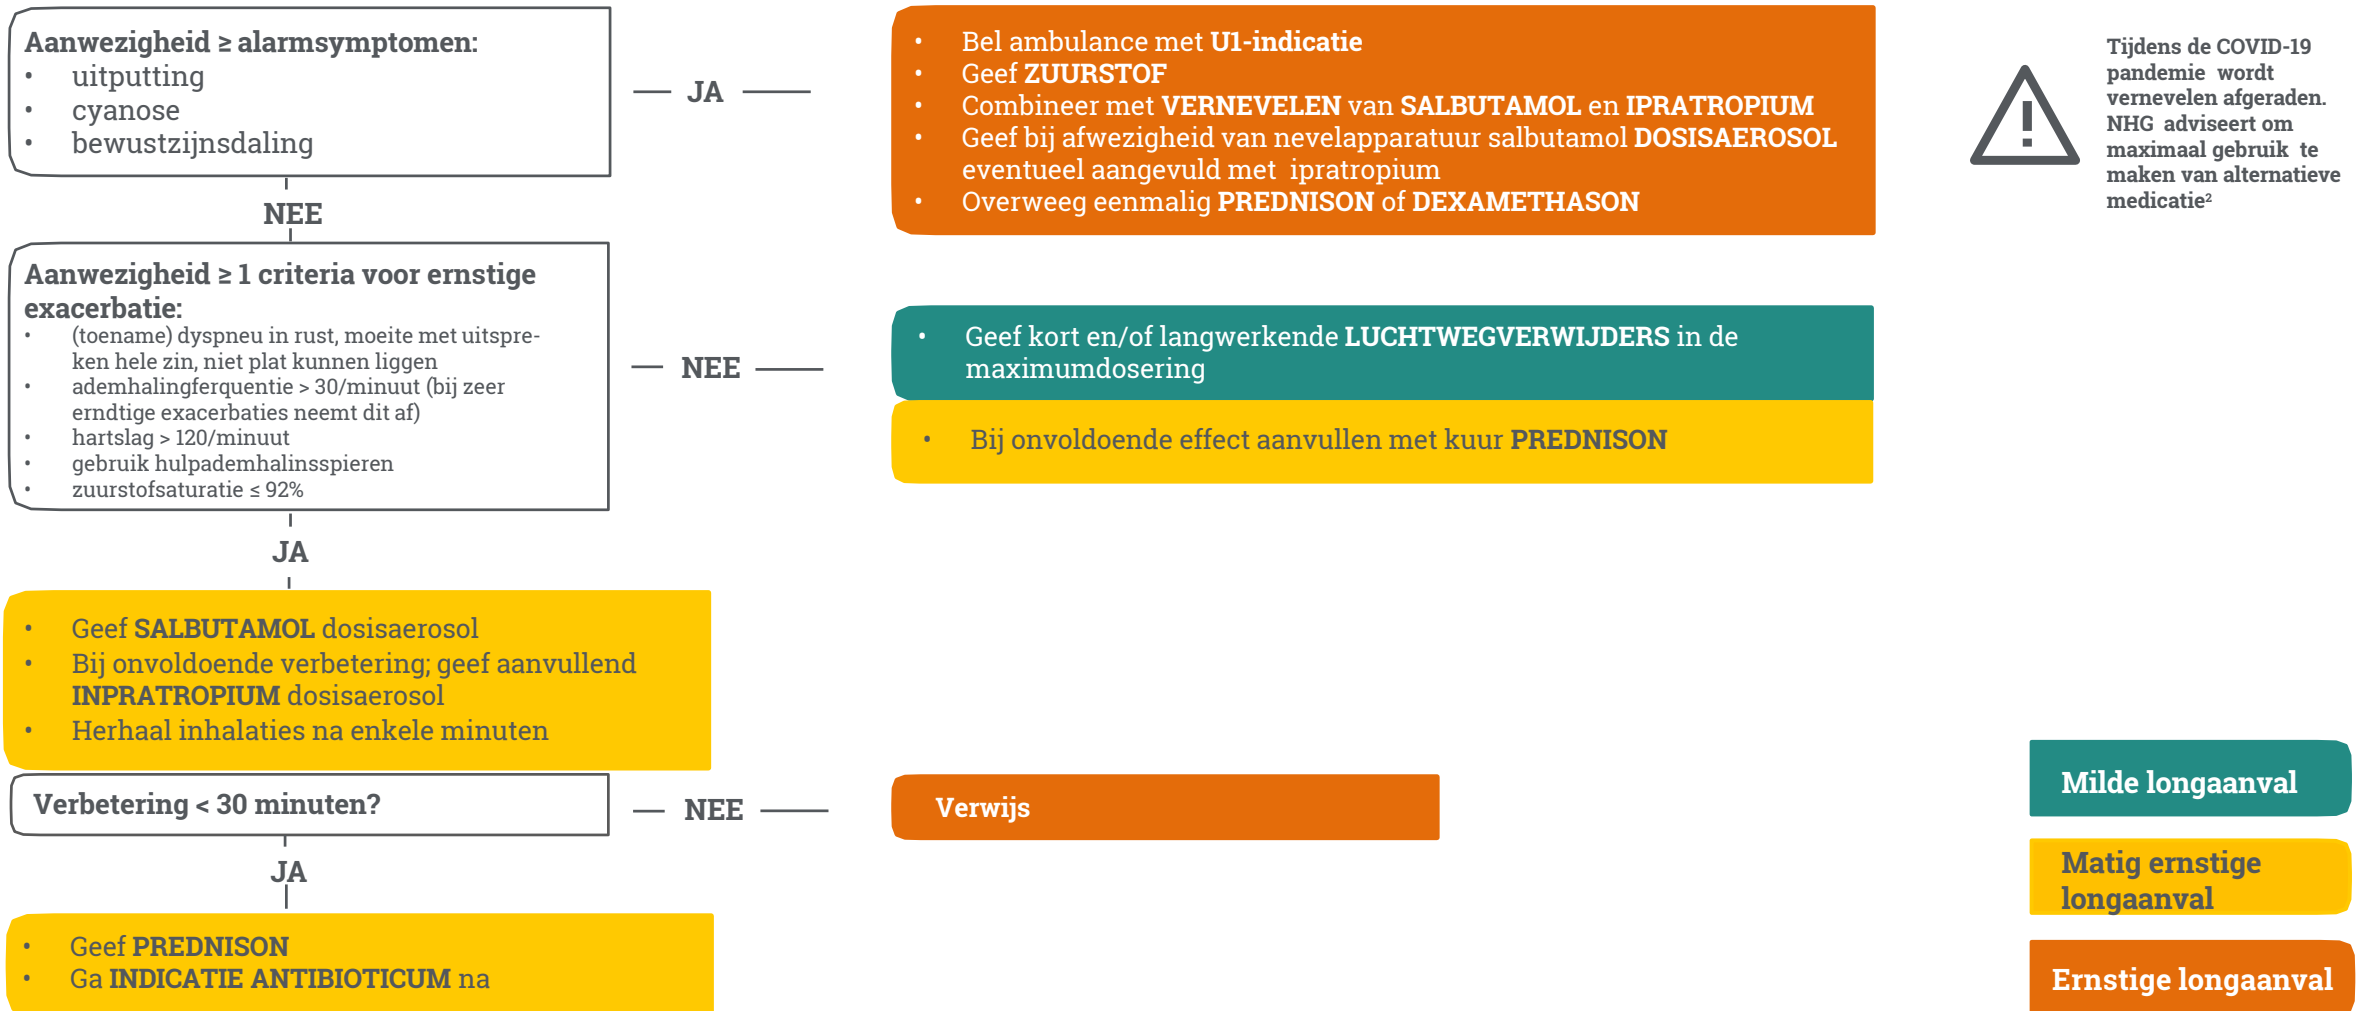 Aanwezigheid ≥ alarmsymptomen:
• uitputting
• cyanose
• bewustzijnsdaling
JA
• Bel ambulance met U1-indicatie
• Geef ZUURSTOF
• Combineer met VERNEVELEN van SALBUTAMOL en IPRATROPIUM
• Geef bij afwezigheid van nevelapparatuur salbutamol DOSISAEROSOL
eventueel aangevuld met ipratropium
• Overweeg eenmalig PREDNISON of DEXAMETHASON
Tijdens de COVID-19
pandemie wordt
vernevelen afgeraden.
NHG adviseert om
maximaal gebruik te
maken van alternatieve
medicatie²
NEE
Aanwezigheid ≥ 1 criteria voor ernstige
exacerbatie:
• (toename) dyspneu in rust, moeite met uitspre-
ken hele zin, niet plat kunnen liggen
• ademhalingferquentie > 30/minuut (bij zeer
erndtige exacerbaties neemt dit af)
• hartslag > 120/minuut
• gebruik hulpademhalinsspieren
• zuurstofsaturatie ≤ 92%
NEE
• Geef kort en/of langwerkende LUCHTWEGVERWIJDERS in de
maximumdosering
• Bij onvoldoende effect aanvullen met kuur PREDNISON
JA
• Geef SALBUTAMOL dosisaerosol
• Bij onvoldoende verbetering; geef aanvullend
INPRATROPIUM dosisaerosol
• Herhaal inhalaties na enkele minuten
Verbetering < 30 minuten?
NEE
Verwijs
JA
• Geef PREDNISON
• Ga INDICATIE ANTIBIOTICUM na
Milde longaanval
Matig ernstige
longaanval
Ernstige longaanval